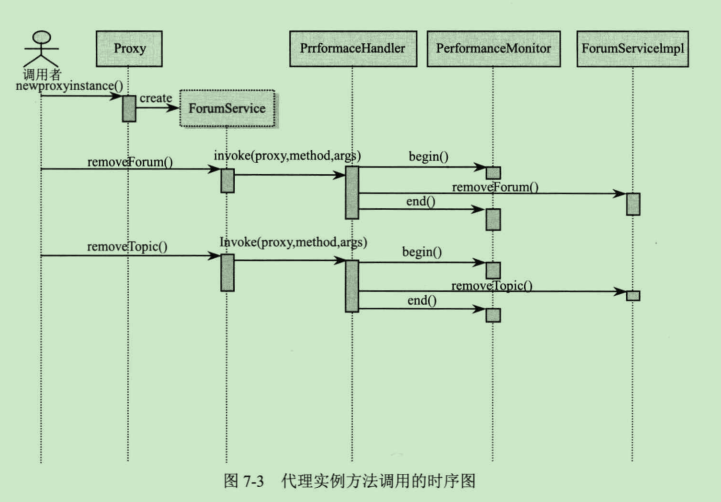 Proxy
PrrformaceHandler
PerformanceMonitor
ForumServiceImpl
调用者
newproxyinstance()
create
ForumService
removeForum()
invoke(proxy,method,args)
begin()
removeForum()
end()
removeTopic()
Invoke(proxy,method,args)
begin()
removeTopic()
end()
图 7-3 代理实例方法调用的时序图